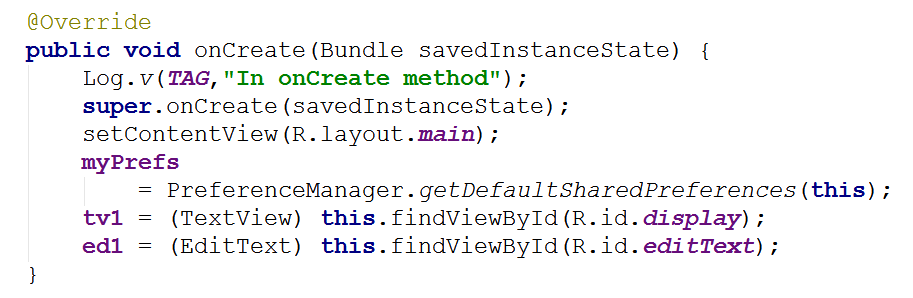 @Override
public void onCreate(Bundle savedInstanceState) {
    Log.v(TAG,"In onCreate method");
    super.onCreate(savedInstanceState);
    setContentView(R.layout.main);
    myPrefs
        = PreferenceManager.getDefaultSharedPreferences(this);
    tv1 = (TextView) this.findViewById(R.id.display);
    ed1 = (EditText) this.findViewById(R.id.editText);
}